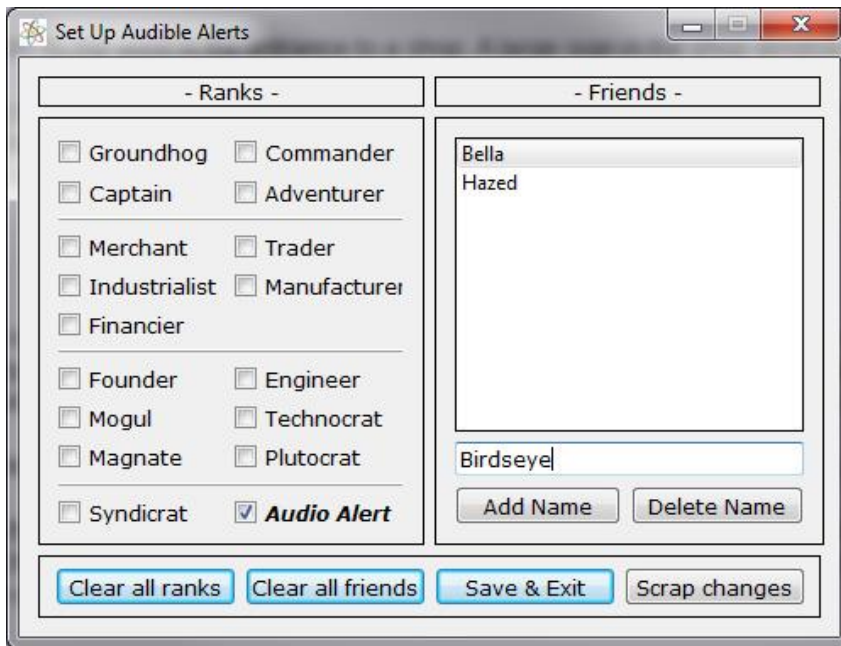 Set Up Audible Alerts
- Ranks -
Groundhog Commander
Captain Adventurer
Merchant Trader
Industrialist Manufacturer
Financier
Founder Engineer
Mogul Technocrat
Magnate Plutocrat
Syndicrat Audio Alert
- Friends -
Bella
Hazed
Birdseye
Add Name Delete Name
Clear all ranks Clear all friends Save & Exit Scrap changes